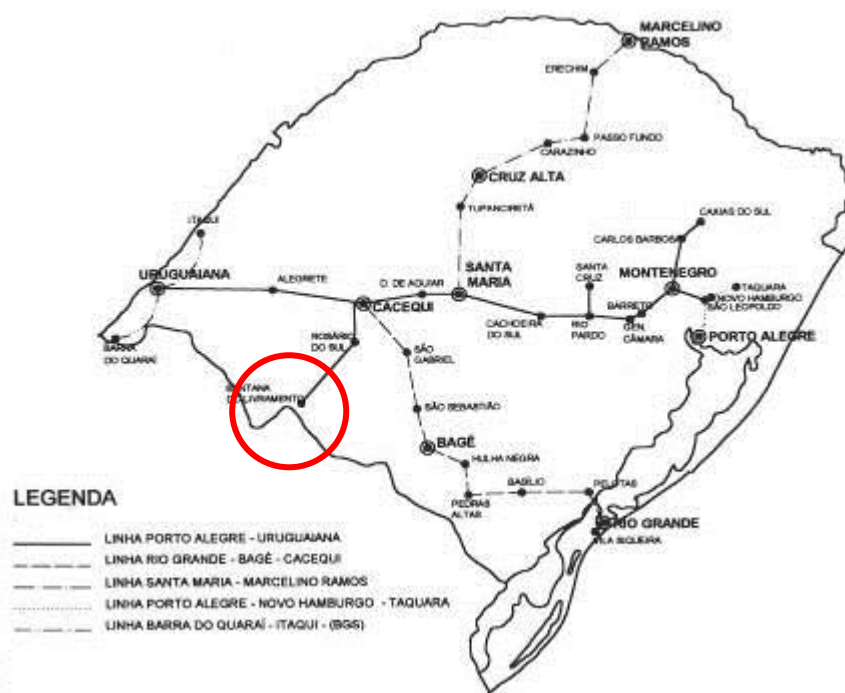 MARCELINO
RAMOS
ERECHIM
PASSO FUNDO
CARAZINHO
CRUZ ALTA
TUPANCIRETÃ
ITAQUI
CAXIAS DO SUL
CARLOS BARBOSA
URUGUAIANA
ALEGRETE
D. DE AGUIAR
SANTA
MARIA
SANTA
CRUZ
MONTENEGRO
TAQUARA
NOVO HAMBURGO
SÃO LEOPOLDO
CACEQUI
BARRETO
CACHOEIRA
DO SUL
RIO
PARDO
GEN.
CÂMARA
PORTO ALEGRE
BARRA
DO QUARAÍ
ROSÁRIO
DO SUL
SÃO
GABRIEL
SANTANA
DO LIVRAMENTO
SÃO SEBASTIÃO
BAGÉ
HULHA NEGRA
PEDRAS
ALTAS
BASÍLIO
PELOTAS
RIO GRANDE
VILA SIQUEIRA
LEGENDA
LINHA PORTO ALEGRE - URUGUAIANA
LINHA RIO GRANDE - BAGÉ - CACEQUI
LINHA SANTA MARIA - MARCELINO RAMOS
LINHA PORTO ALEGRE - NOVO HAMBURGO - TAQUARA
LINHA BARRA DO QUARAÍ - ITAQUI - (BGS)